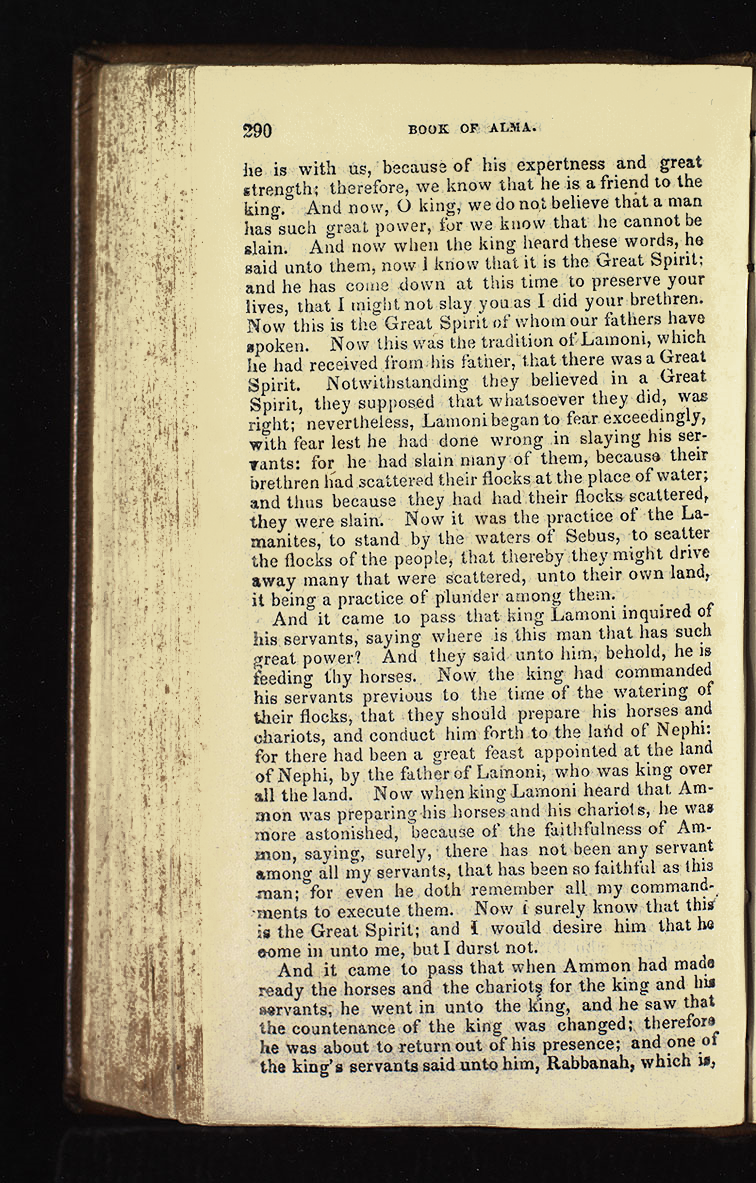 290 BOOK OF ALMA.
he is with us, because of his expertness and great
strength; therefore, we know that he is a friend to the
king. And now, O king, we do not believe that a man
has such great power, for we know that he cannot be
slain. And now when the king heard these words, he
said unto them, now I know that it is the Great Spirit;
and he has come down at this time to preserve your
lives, that I might not slay you as I did your brethren.
Now this is the Great Spirit of whom our fathers have
spoken. Now this was the tradition of Lamoni, which
he had received from his father, that there was a Great
Spirit. Notwithstanding they believed in a Great
Spirit, they supposed that whatsoever they did, was
right; nevertheless, Lamoni began to fear exceedingly,
with fear lest he had done wrong in slaying his ser-
vants: for he had slain many of them, because their
brethren had scattered their flocks at the place of water;
and thus because they had had their flocks scattered,
they were slain. Now it was the practice of the La-
manites, to stand by the waters of Sebus, to scatter
the flocks of the people, that thereby they might drive
away many that were scattered, unto their own land,
it being a practice of plunder among them.
And it came to pass that king Lamoni inquired of
his servants, saying where is this man that has such
great power? And they said unto him, behold, he is
feeding thy horses. Now the king had commanded
his servants previous to the time of the watering of
their flocks, that they should prepare his horses and
chariots, and conduct him forth to the land of Nephi:
for there had been a great feast appointed at the land
of Nephi, by the father of Lamoni, who was king over
all the land. Now when king Lamoni heard that Am-
mon was preparing his horses and his chariots, he was
more astonished, because of the faithfulness of Am-
mon, saying, surely, there has not been any servant
among all my servants, that has been so faithful as this
man; for even he doth remember all my command-
ments to execute them. Now I surely know that this
is the Great Spirit; and I would desire him that he
come in unto me, but I durst not.
And it came to pass that when Ammon had made
ready the horses and the chariots for the king and his
servants, he went in unto the king, and he saw that
the countenance of the king was changed; therefore
he was about to return out of his presence; and one of
the king's servants said unto him, Rabbanah, which is,